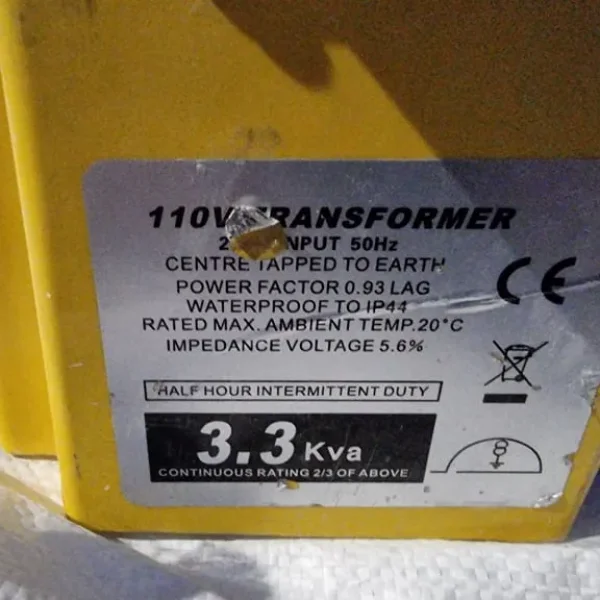 110V TRANSFORMER
INPUT 50Hz
CENTRE TAPPED TO EARTH
POWER FACTOR 0.93 LAG
WATERPROOF TO IP44
RATED MAX. AMBIENT TEMP.20°C
IMPEDANCE VOLTAGE 5.6%
CE
HALF HOUR INTERMITTENT DUTY
3.3 Kva
CONTINUOUS RATING 2/3 OF ABOVE